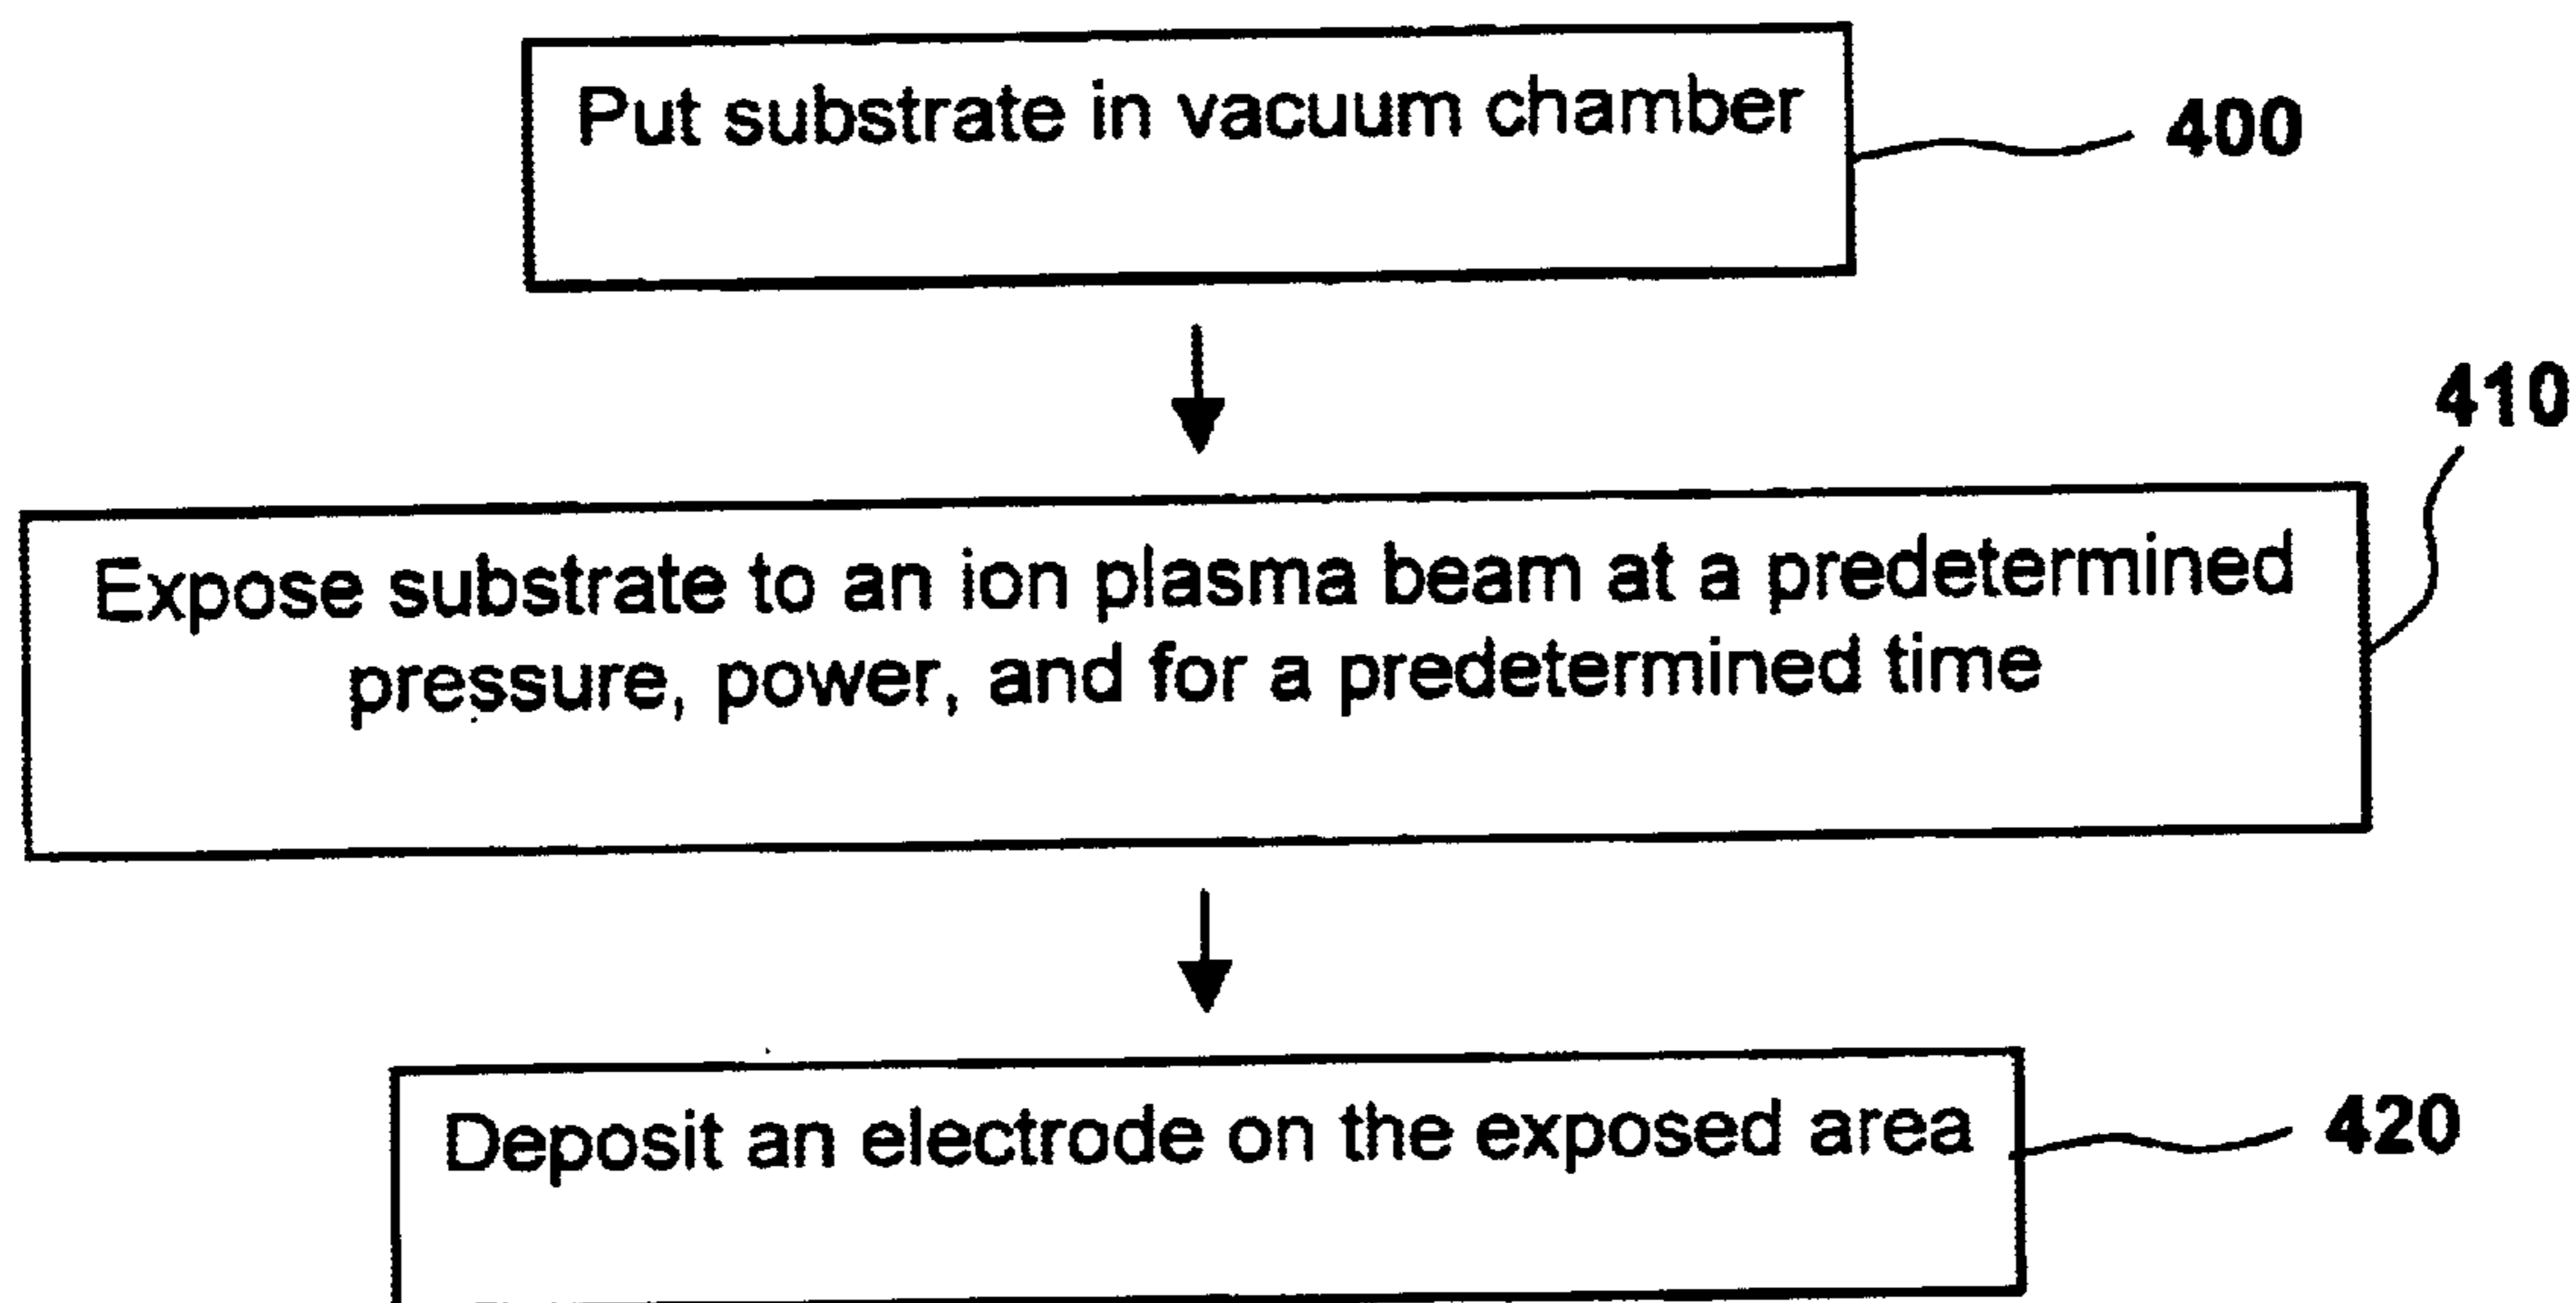 Put substrate in vacuum chamber
400
410
Expose substrate to an ion plasma beam at a predetermined
pressure, power, and for a predetermined time
Deposit an electrode on the exposed area
420